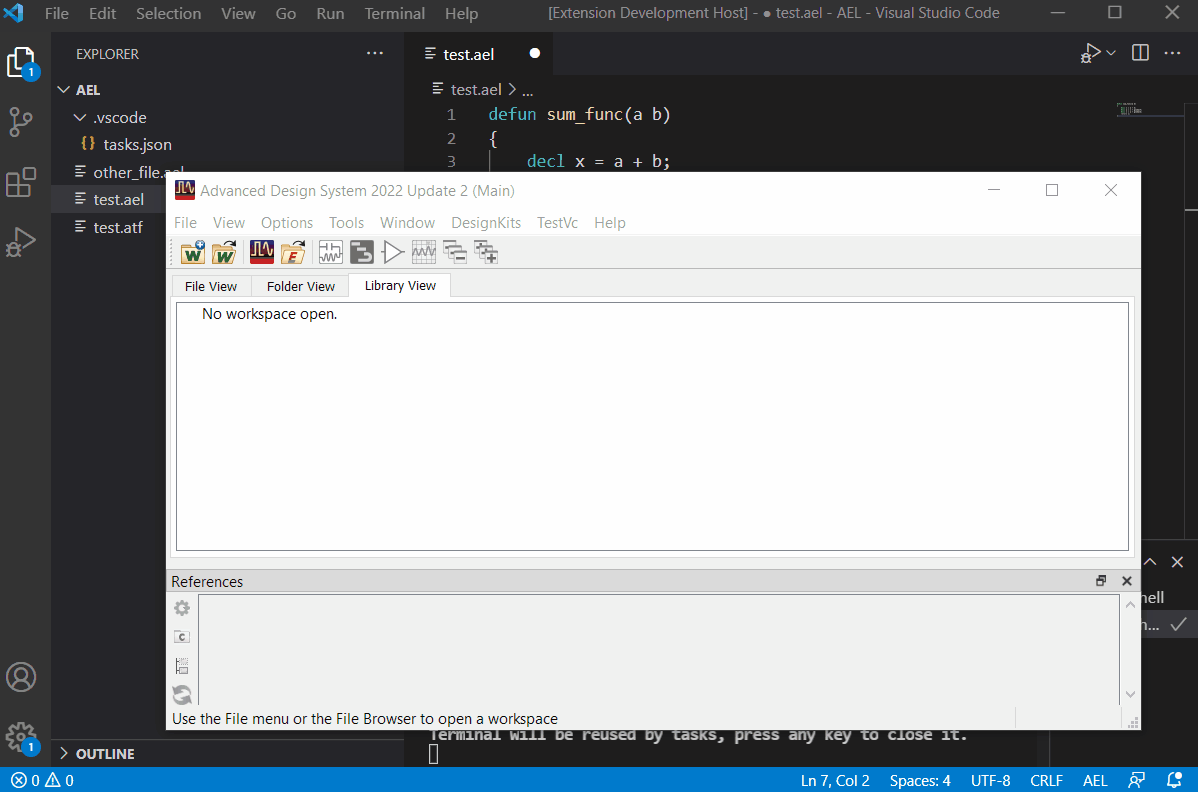 File Edit Selection View Go Run Terminal Help [Extension Development Host] - ● test.ael - AEL - Visual Studio Code
EXPLORER
AEL
.vscode
{} tasks.json
other_file.ael
test.ael
test.atf
OUTLINE
1
1
test.ael
test.ael > ...
1 defun sum_func(a b)
2 {
3 decl x = a + b;
Advanced Design System 2022 Update 2 (Main)
File View Options Tools Window DesignKits TestVc Help
File View Folder View Library View
No workspace open.
References
Use the File menu or the File Browser to open a workspace
Terminal will be reused by tasks, press any key to close it.
0 0 Ln 7, Col 2 Spaces: 4 UTF-8 CRLF AEL